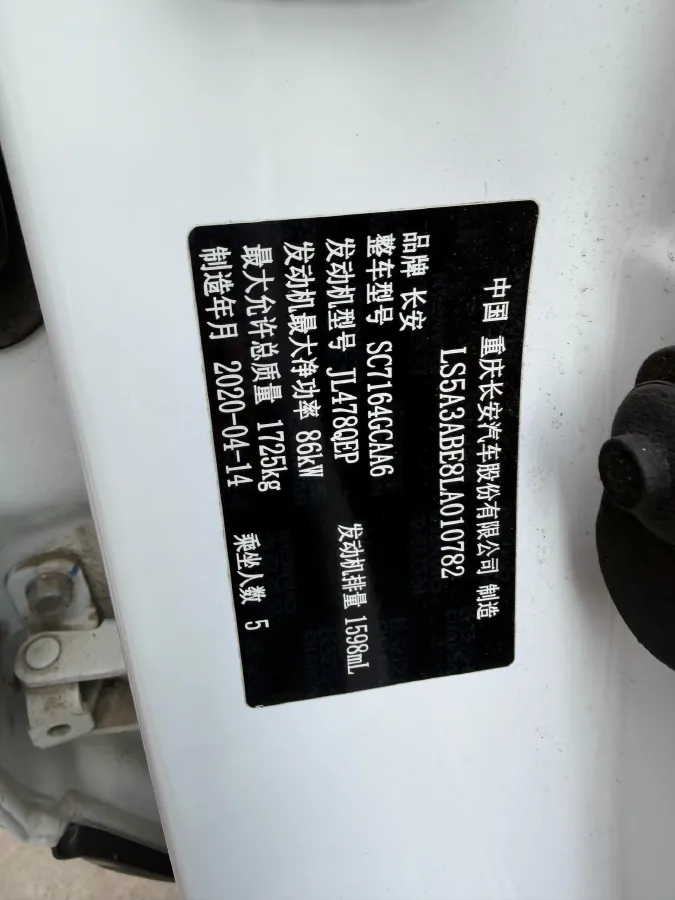 中国 重庆长安汽车股份有限公司 制造
LS5A3ABE8LA010782
品牌 长安
整车型号 SC7164GCAA6
发动机型号 JL478QEP 发动机排量 1598mL
发动机最大净功率 86kW
最大允许总质量 1725kg
制造年月 2020-04-14 乘坐人数 5